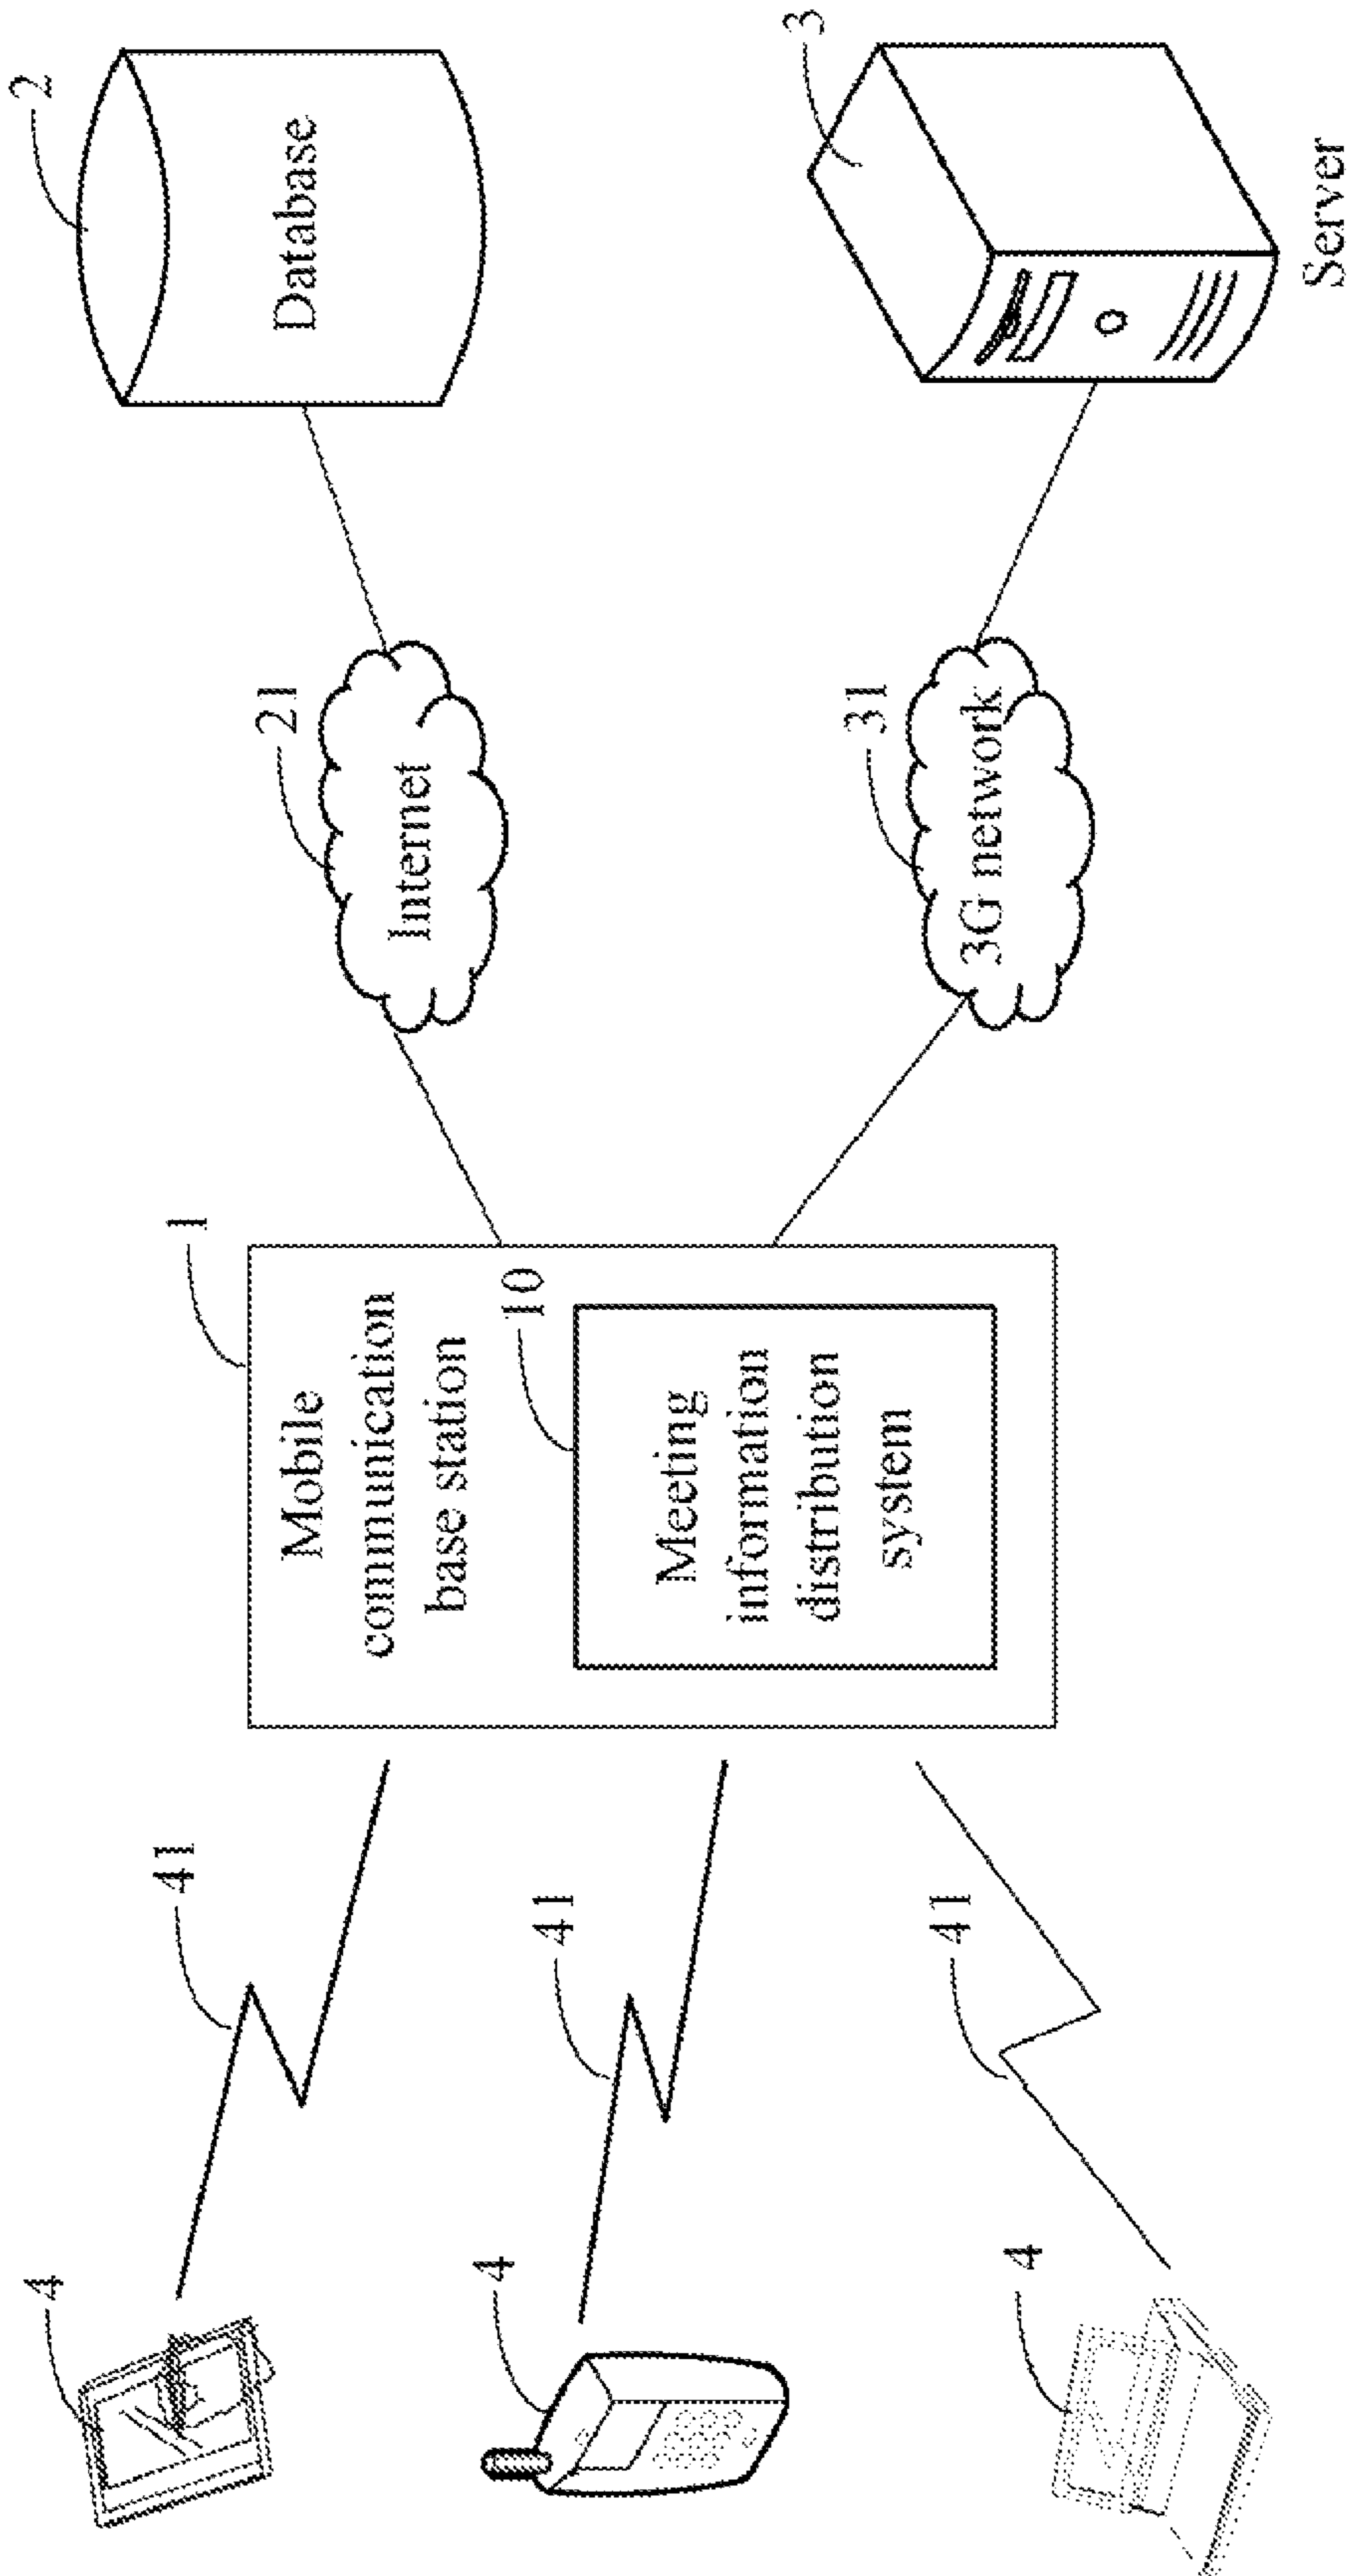 4
41
1
Mobile
communication
base station
10
Meeting
information
distribution
system
4
41
4
41
21
Internet
2
Database
31
3G network
3
Server